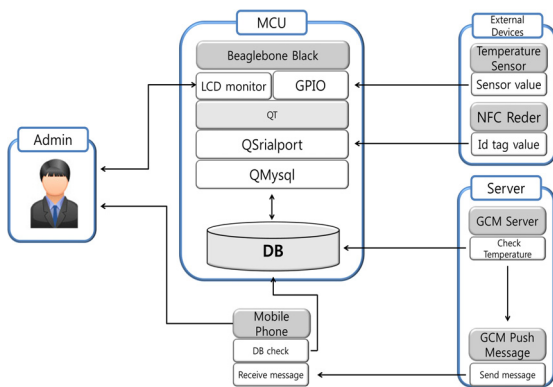 MCU
Beaglebone Black
LCD monitor
GPIO
QT
QSrialport
QMysql
DB
Admin
External
Devices
Temperature
Sensor
Sensor value
NFC Reder
Id tag value
Server
GCM Server
Check
Temperature
GCM Push
Message
Send message
Mobile
Phone
DB check
Receive message